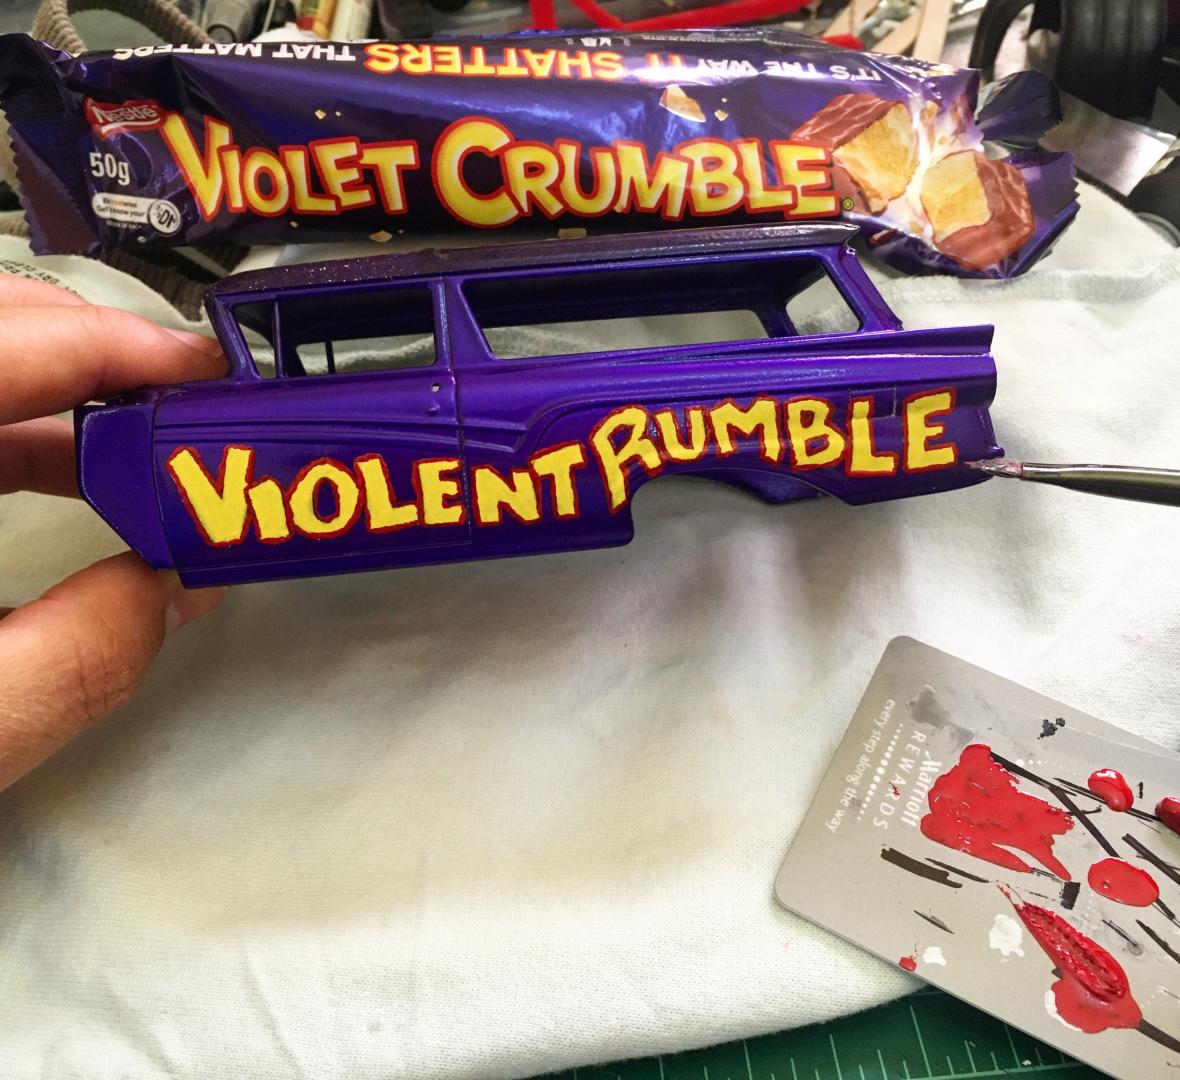 IT'S THE WAY IT SHATTERS THAT MATTERS
Nestlé
VIOLET CRUMBLE
50g
VIOLENT RUMBLE
Marriott
REWARDS
every step along the way